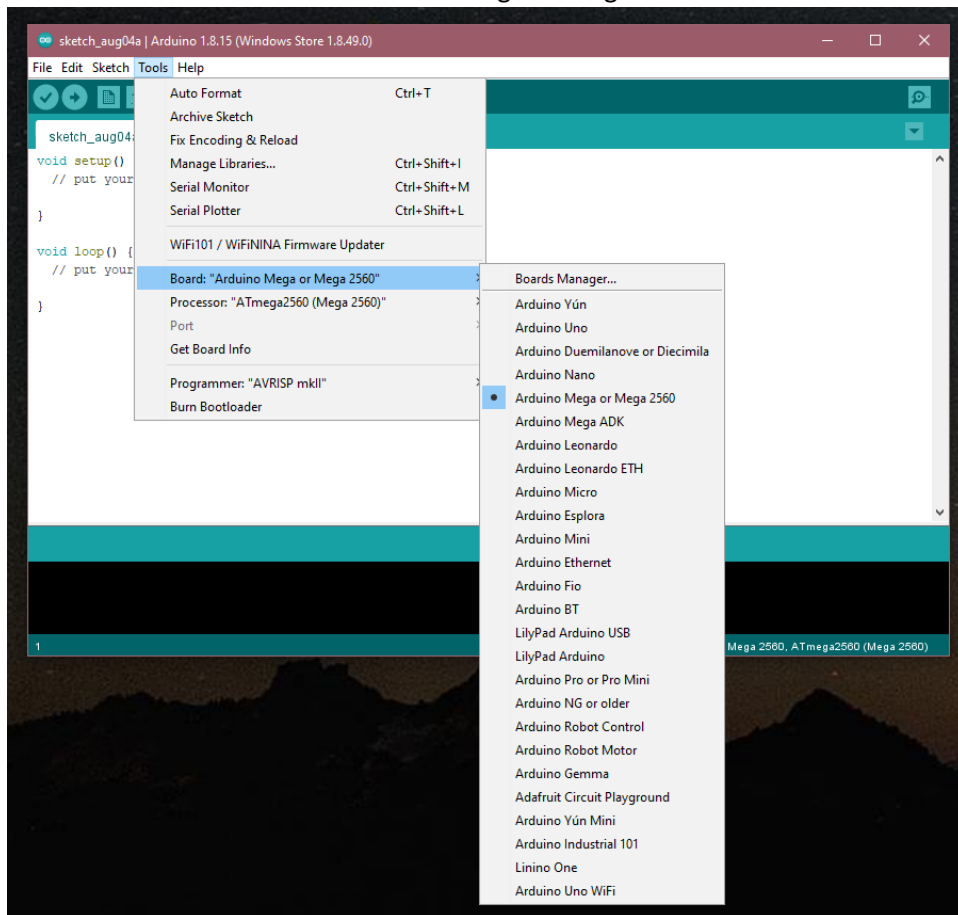 sketch_aug04a | Arduino 1.8.15 (Windows Store 1.8.49.0)
File Edit Sketch Tools Help
sketch_aug04a
void setup()
// put your
}
void loop() {
// put your
}
Auto Format Ctrl+T
Archive Sketch
Fix Encoding & Reload
Manage Libraries... Ctrl+Shift+I
Serial Monitor Ctrl+Shift+M
Serial Plotter Ctrl+Shift+L
WiFi101 / WiFiNINA Firmware Updater
Board: "Arduino Mega or Mega 2560"
Processor: "ATmega2560 (Mega 2560)"
Port
Get Board Info
Programmer: "AVRISP mkII"
Burn Bootloader
Boards Manager...
Arduino Yún
Arduino Uno
Arduino Duemilanove or Diecimila
Arduino Nano
Arduino Mega or Mega 2560
Arduino Mega ADK
Arduino Leonardo
Arduino Leonardo ETH
Arduino Micro
Arduino Esplora
Arduino Mini
Arduino Ethernet
Arduino Fio
Arduino BT
LilyPad Arduino USB
LilyPad Arduino
Arduino Pro or Pro Mini
Arduino NG or older
Arduino Robot Control
Arduino Robot Motor
Arduino Gemma
Adafruit Circuit Playground
Arduino Yún Mini
Arduino Industrial 101
Linino One
Arduino Uno WiFi
1
Mega 2560, ATmega2560 (Mega 2560)